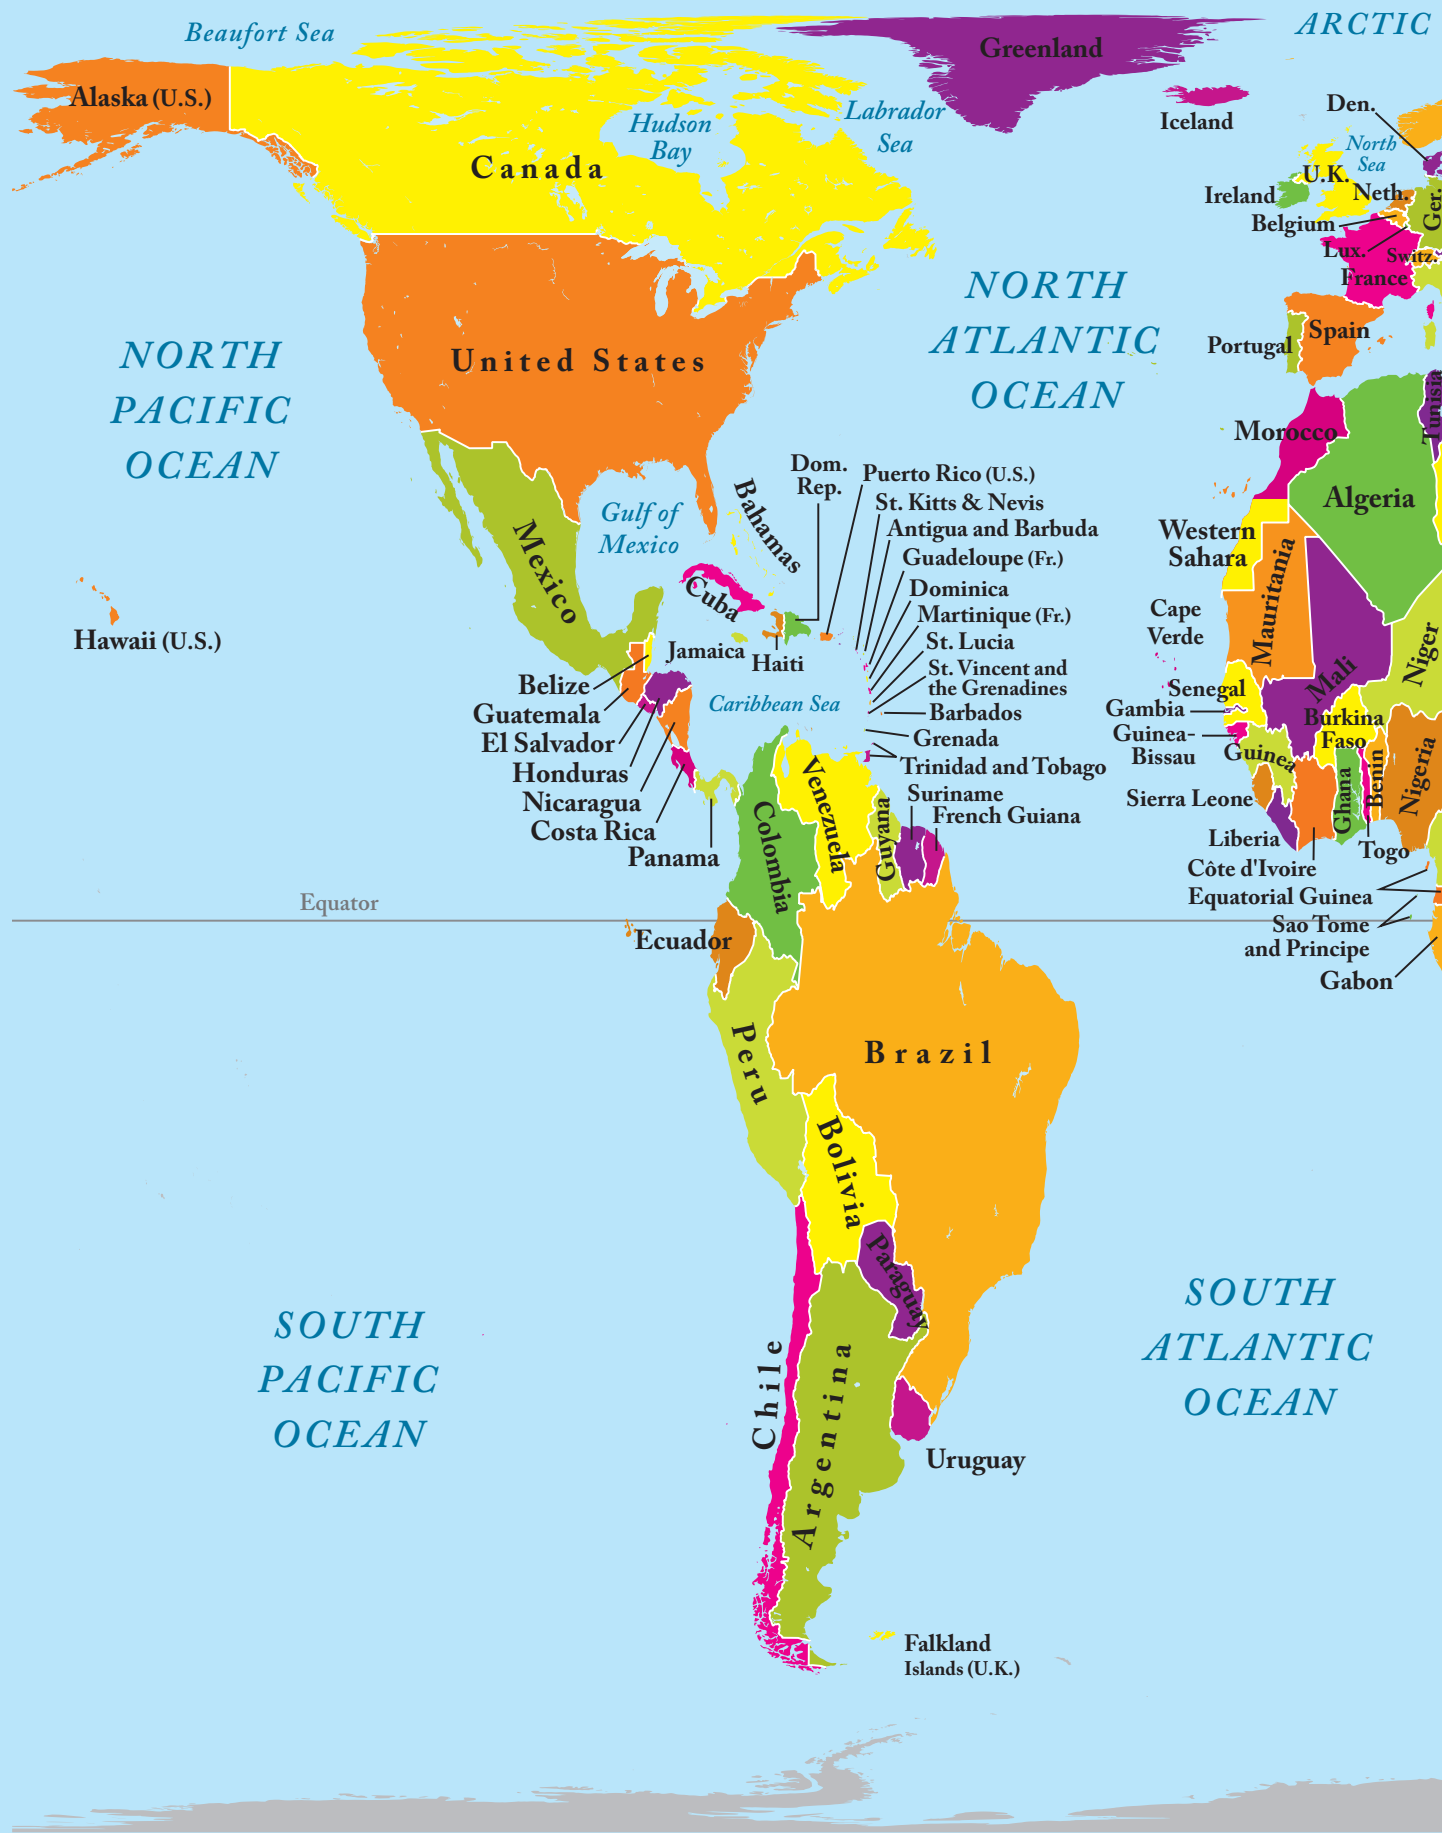 Beaufort Sea
ARCTIC
Greenland
Alaska (U.S.)
Iceland
Den.
Labrador
Sea
Hudson
Bay
North
Sea
Canada
U.K.
Neth.
Ireland
Ger.
Belgium
Lux.
Switz.
France
NORTH
ATLANTIC
OCEAN
NORTH
PACIFIC
OCEAN
United States
Spain
Portugal
Tunisia
Morocco
Algeria
Dom.
Rep.
Puerto Rico (U.S.)
St. Kitts & Nevis
Antigua and Barbuda
Guadeloupe (Fr.)
Dominica
Martinique (Fr.)
St. Lucia
St. Vincent and
the Grenadines
Barbados
Grenada
Trinidad and Tobago
Bahamas
Gulf of
Mexico
Mexico
Cuba
Western
Sahara
Mauritania
Cape
Verde
Hawaii (U.S.)
Jamaica
Haiti
Niger
Mali
Belize
Caribbean Sea
Guatemala
El Salvador
Honduras
Nicaragua
Costa Rica
Panama
Senegal
Gambia
Guinea-
Bissau
Guinea
Burkina
Faso
Benin
Ghana
Nigeria
Sierra Leone
Liberia
Togo
Côte d'Ivoire
Equatorial Guinea
Sao Tome
and Principe
Gabon
Venezuela
Suriname
French Guiana
Guyana
Colombia
Equator
Ecuador
Peru
Brazil
Bolivia
Paraguay
SOUTH
PACIFIC
OCEAN
SOUTH
ATLANTIC
OCEAN
Chile
Argentina
Uruguay
Falkland
Islands (U.K.)